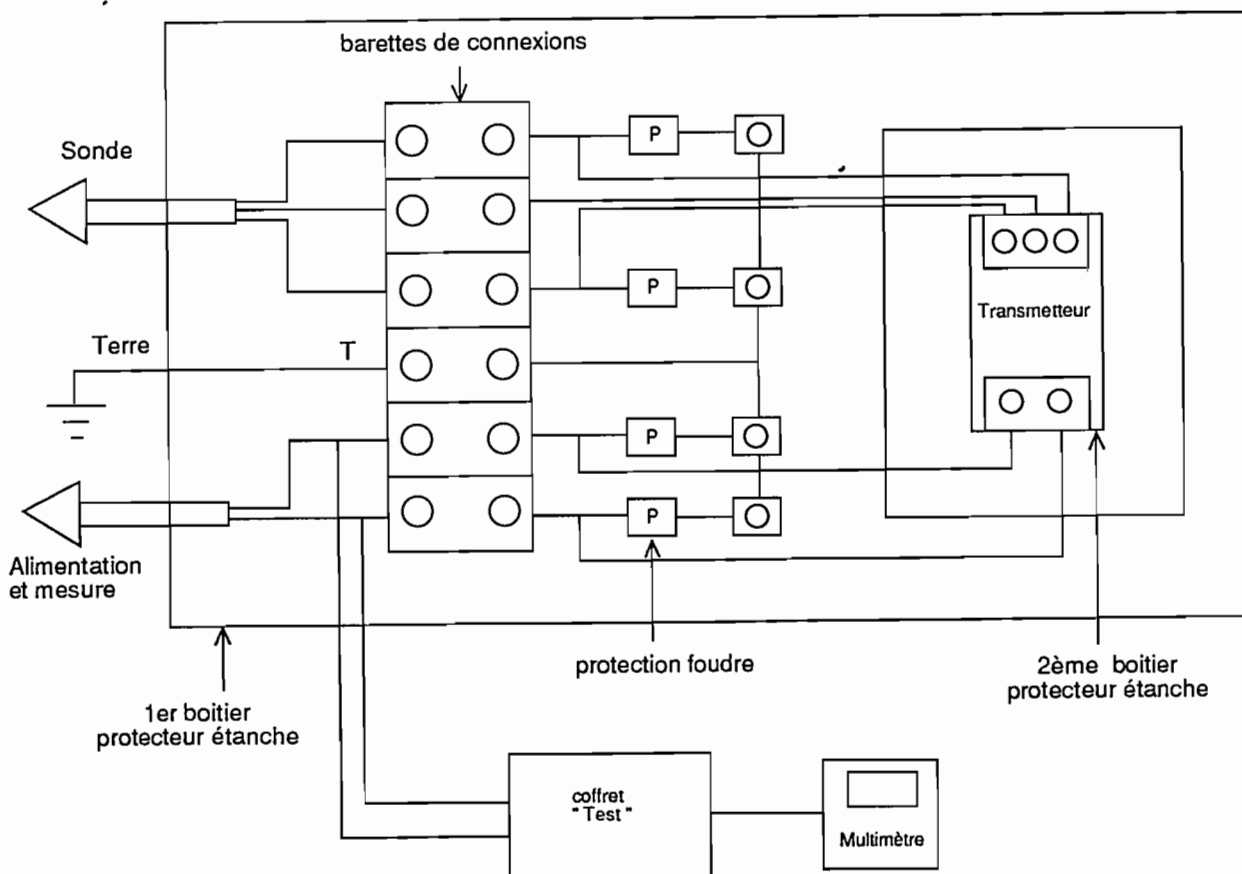 barettes de connexions
Sonde
P
P
Transmetteur
Terre
T
P
P
Alimentation
et mesure
protection foudre
2ème boitier
protecteur étanche
1er boitier
protecteur étanche
coffret
"Test"
Multimètre